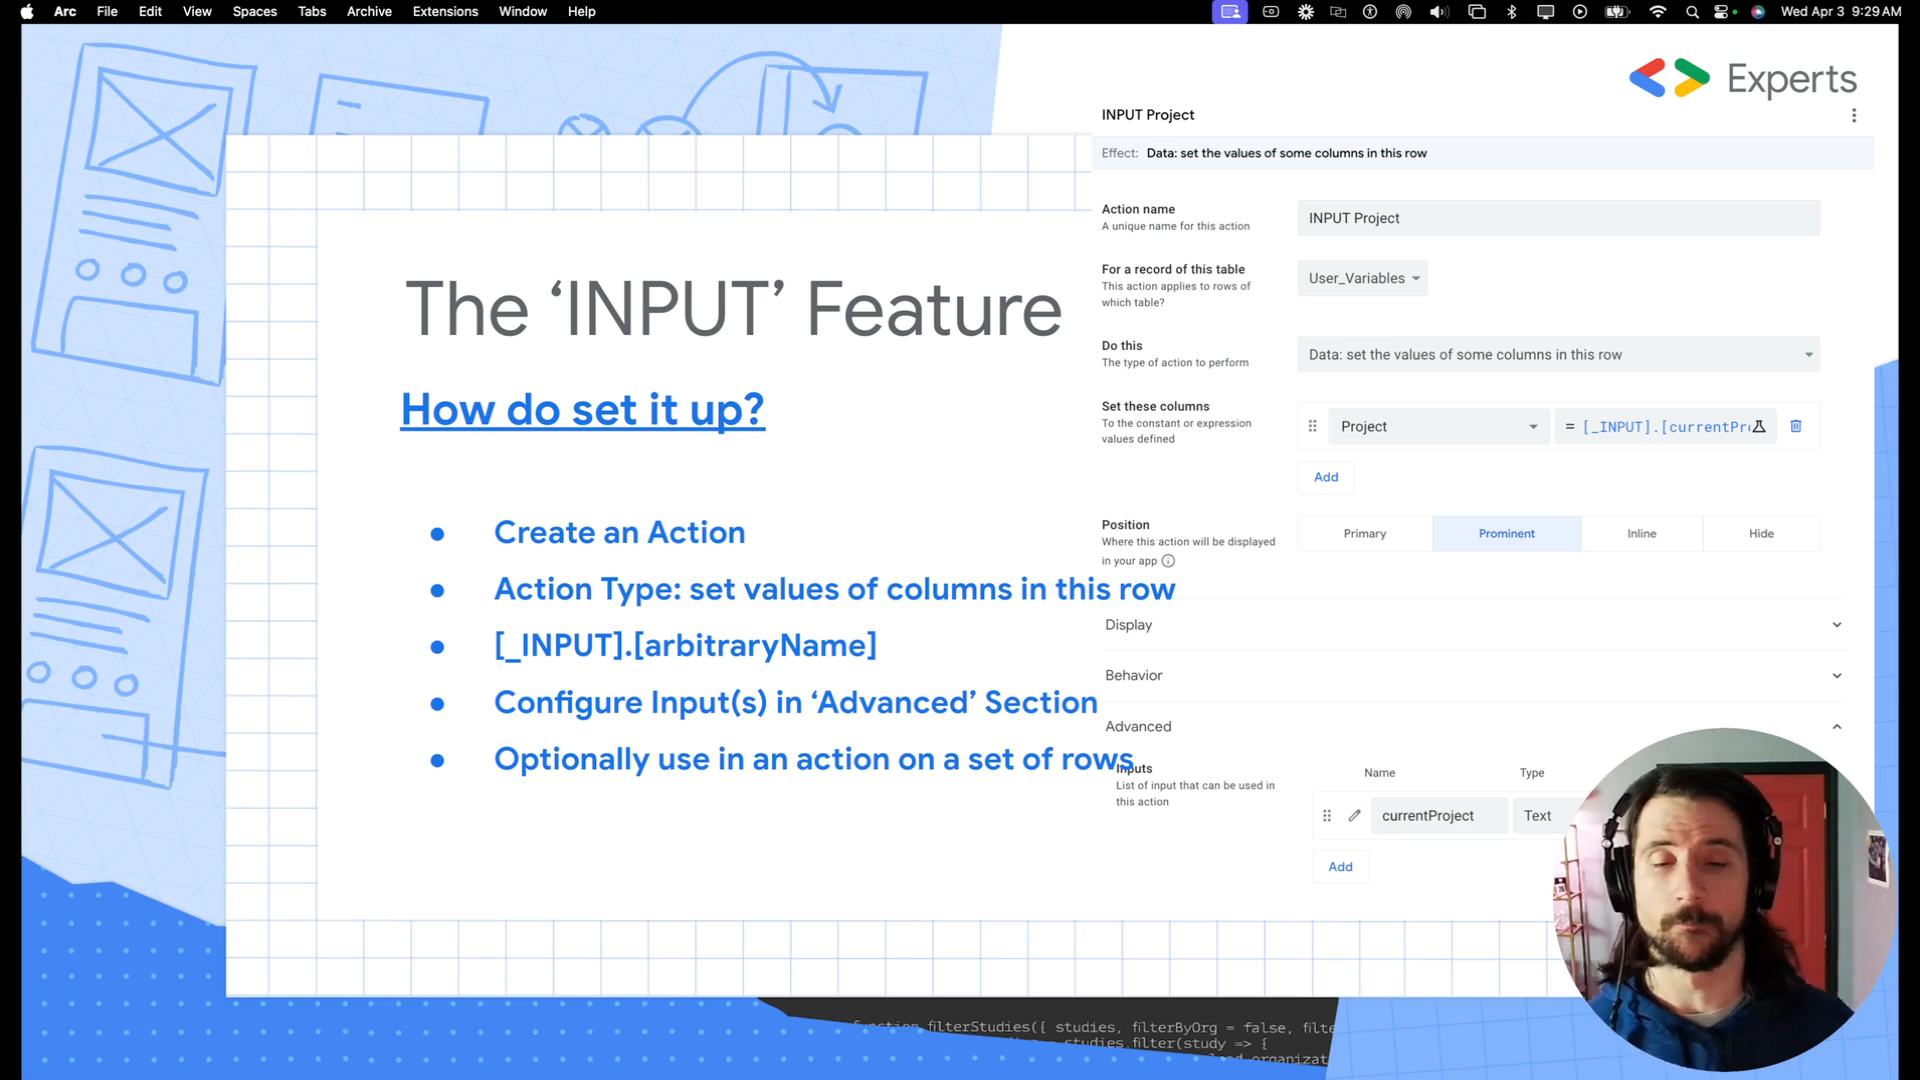 Arc File Edit View Spaces Tabs Archive Extensions Window Help Wed Apr 3 9:29 AM
Experts
INPUT Project
Effect: Data: set the values of some columns in this row
Action name
A unique name for this action
INPUT Project
For a record of this table
This action applies to rows of
which table?
User_Variables
Do this
The type of action to perform
Data: set the values of some columns in this row
Set these columns
To the constant or expression
values defined
Project
= [_INPUT].[currentPr
Add
Position
Where this action will be displayed
in your app
Primary Prominent Inline Hide
Display
Behavior
Advanced
Inputs
List of input that can be used in
this action
Name Type
currentProject Text
Add
The ‘INPUT’ Feature
How do set it up?
● Create an Action
● Action Type: set values of columns in this row
● [_INPUT].[arbitraryName]
● Configure Input(s) in ‘Advanced’ Section
● Optionally use in an action on a set of rows
filterStudies({ studies, filterByOrg = false, filte
studies.filter(study => {
organizat